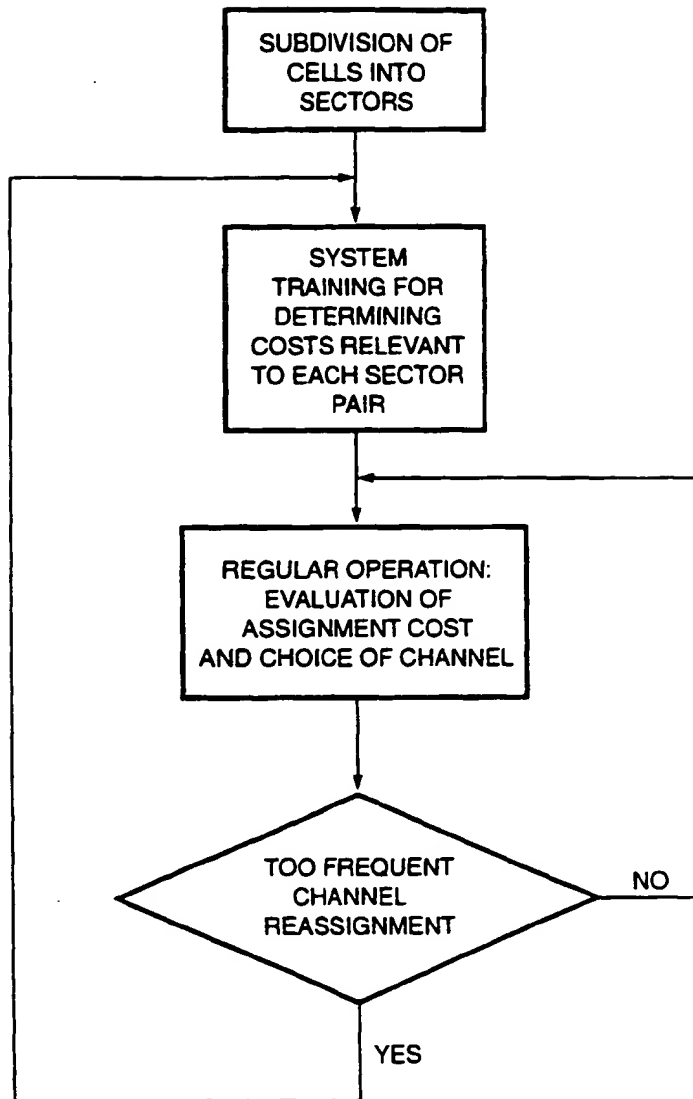 SUBDIVISION OF
CELLS INTO
SECTORS
SYSTEM
TRAINING FOR
DETERMINING
COSTS RELEVANT
TO EACH SECTOR
PAIR
REGULAR OPERATION:
EVALUATION OF
ASSIGNMENT COST
AND CHOICE OF CHANNEL
TOO FREQUENT
CHANNEL
REASSIGNMENT
NO
YES